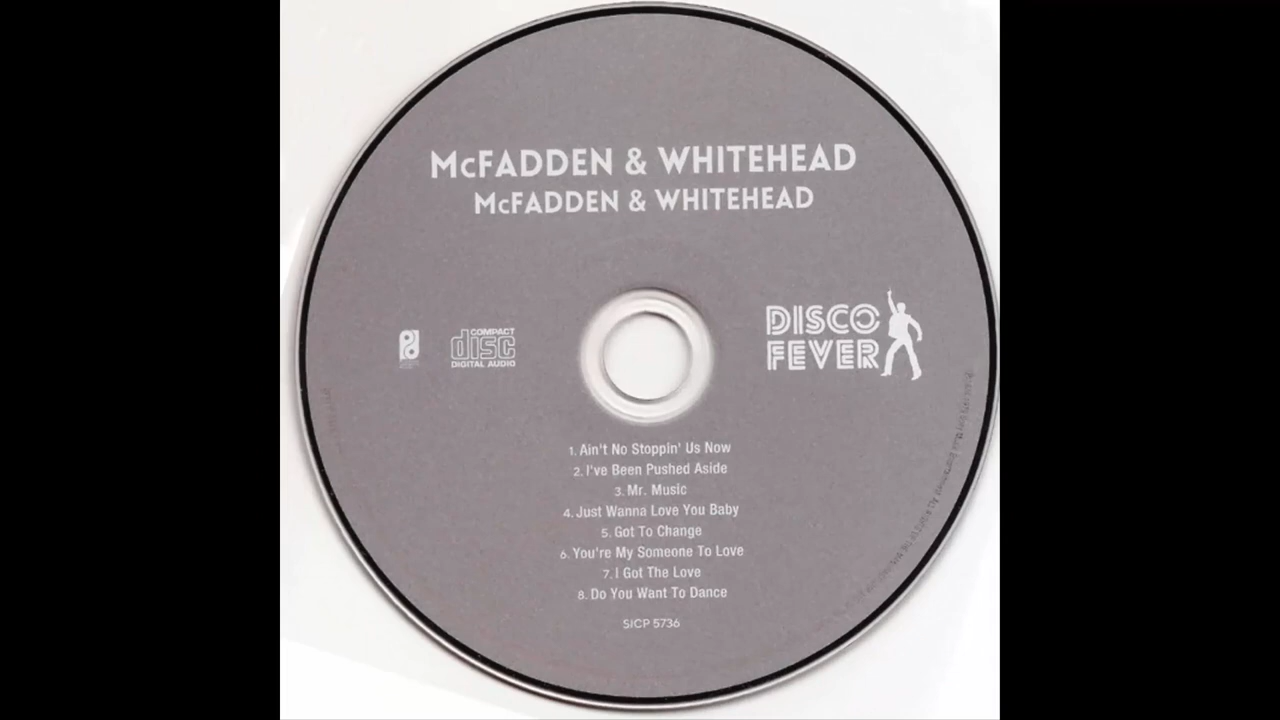 McFADDEN & WHITEHEAD
McFADDEN & WHITEHEAD
DISCO
FEVER
COMPACT
disc
DIGITAL AUDIO
1. Ain't No Stoppin' Us Now
2. I've Been Pushed Aside
3. Mr. Music
4. Just Wanna Love You Baby
5. Got To Change
6. You're My Someone To Love
7. I Got The Love
8. Do You Want To Dance
SICP 5736